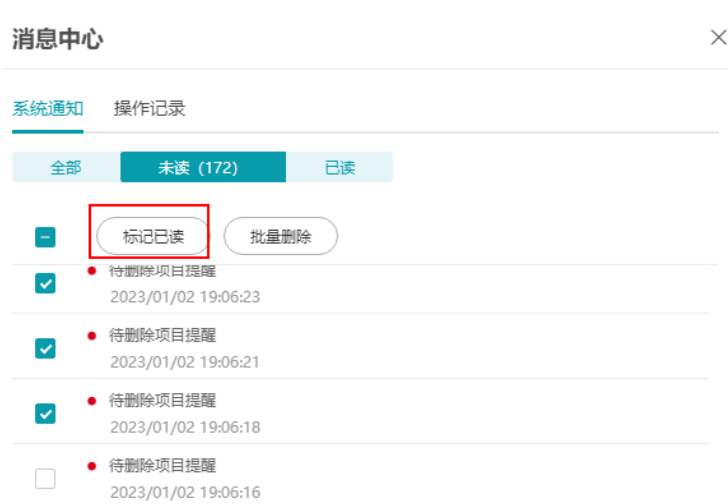 消息中心
系统通知 操作记录
全部 未读（172） 已读
标记已读 批量删除
待删除项目提醒
2023/01/02 19:06:23
待删除项目提醒
2023/01/02 19:06:21
待删除项目提醒
2023/01/02 19:06:18
待删除项目提醒
2023/01/02 19:06:16